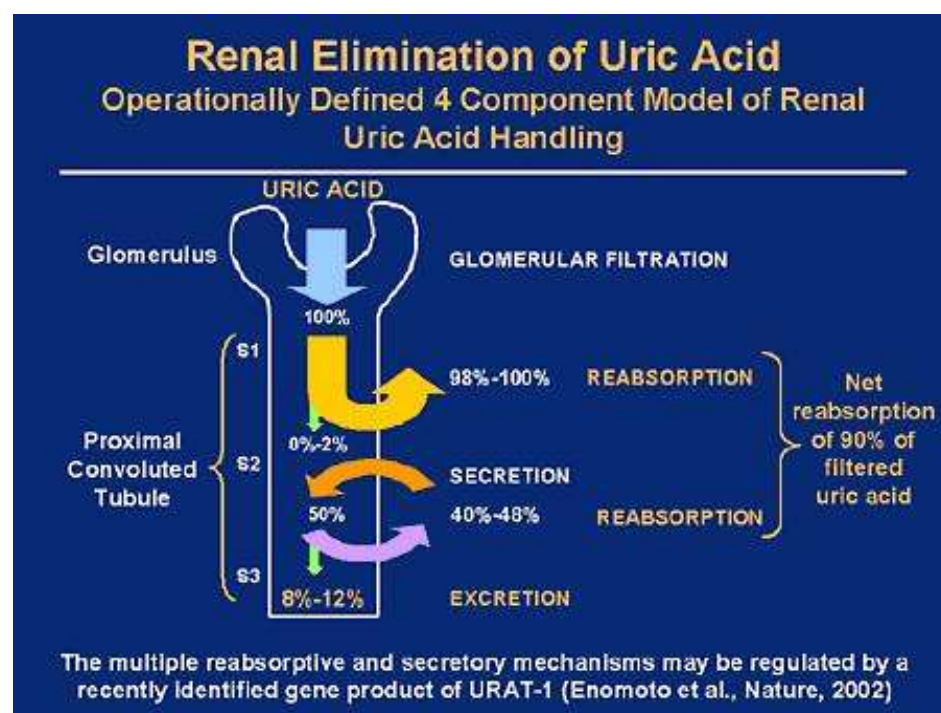 Renal Elimination of Uric Acid
Operationally Defined 4 Component Model of Renal
Uric Acid Handling
URIC ACID
Glomerulus
GLOMERULAR FILTRATION
100%
S1
98%-100%
REABSORPTION
Net
reabsorption
of 90% of
filtered
uric acid
Proximal
Convoluted
Tubule
0%-2%
S2
SECRETION
50%
40%-48%
REABSORPTION
S3
8%-12%
EXCRETION
The multiple reabsorptive and secretory mechanisms may be regulated by a
recently identified gene product of URAT-1 (Enomoto et al., Nature, 2002)